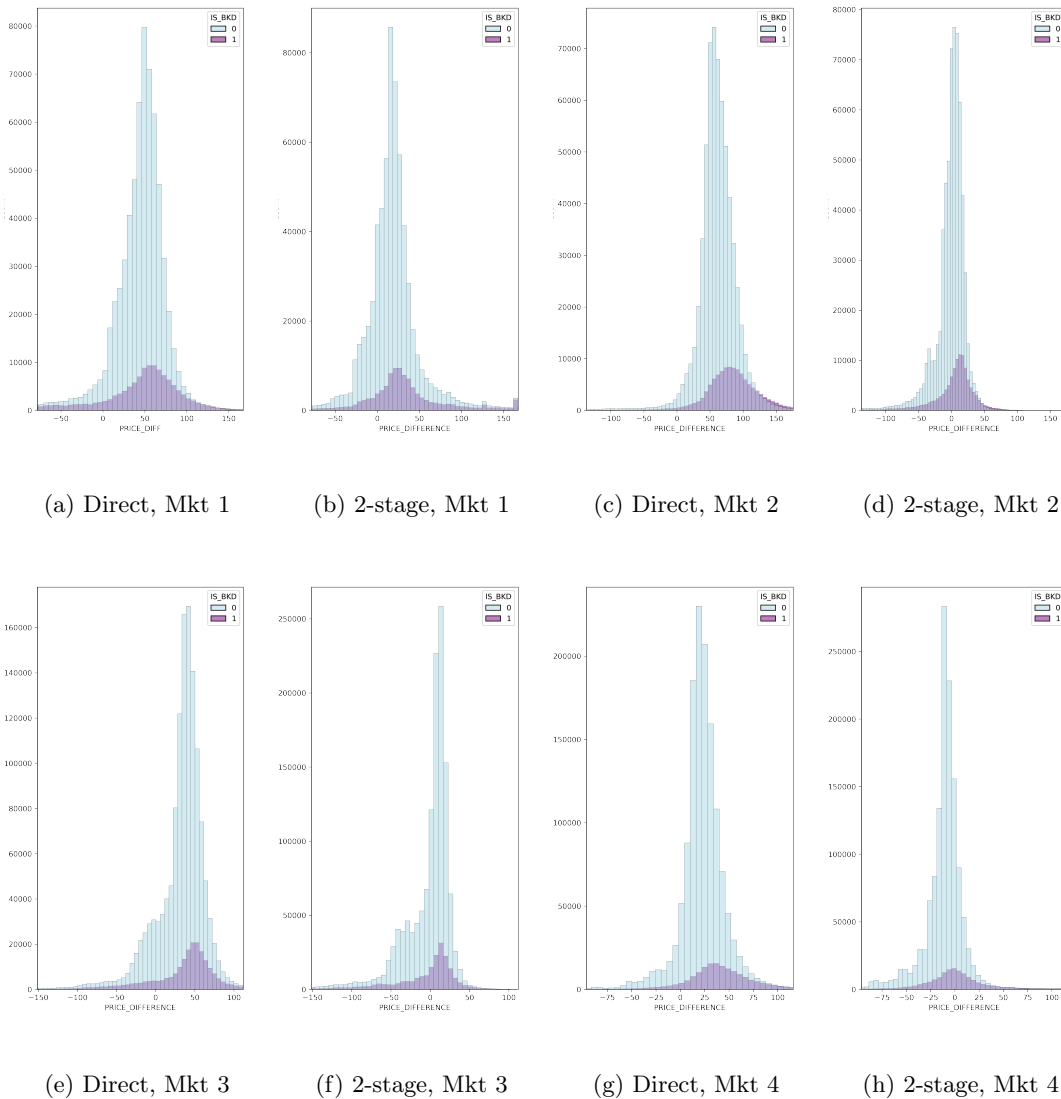 80000
70000
60000
50000
40000
30000
20000
10000
0
−50 0 50 100 150
PRICE_DIFF
IS_BKD
0
1
80000
60000
40000
20000
0
−50 0 50 100 150
PRICE_DIFFERENCE
IS_BKD
0
1
70000
60000
50000
40000
30000
20000
10000
0
−100 −50 0 50 100 150
PRICE_DIFFERENCE
IS_BKD
0
1
80000
70000
60000
50000
40000
30000
20000
10000
0
−100 −50 0 50 100 150
PRICE_DIFFERENCE
IS_BKD
0
1
(a) Direct, Mkt 1
(b) 2-stage, Mkt 1
(c) Direct, Mkt 2
(d) 2-stage, Mkt 2
160000
140000
120000
100000
80000
60000
40000
20000
0
−150 −100 −50 0 50 100
PRICE_DIFFERENCE
IS_BKD
0
1
250000
200000
150000
100000
50000
0
−150 −100 −50 0 50 100
PRICE_DIFFERENCE
IS_BKD
0
1
200000
150000
100000
50000
0
−75 −50 −25 0 25 50 75 100
PRICE_DIFFERENCE
IS_BKD
0
1
250000
200000
150000
100000
50000
0
−75 −50 −25 0 25 50 75 100
PRICE_DIFFERENCE
IS_BKD
0
1
(e) Direct, Mkt 3
(f) 2-stage, Mkt 3
(g) Direct, Mkt 4
(h) 2-stage, Mkt 4